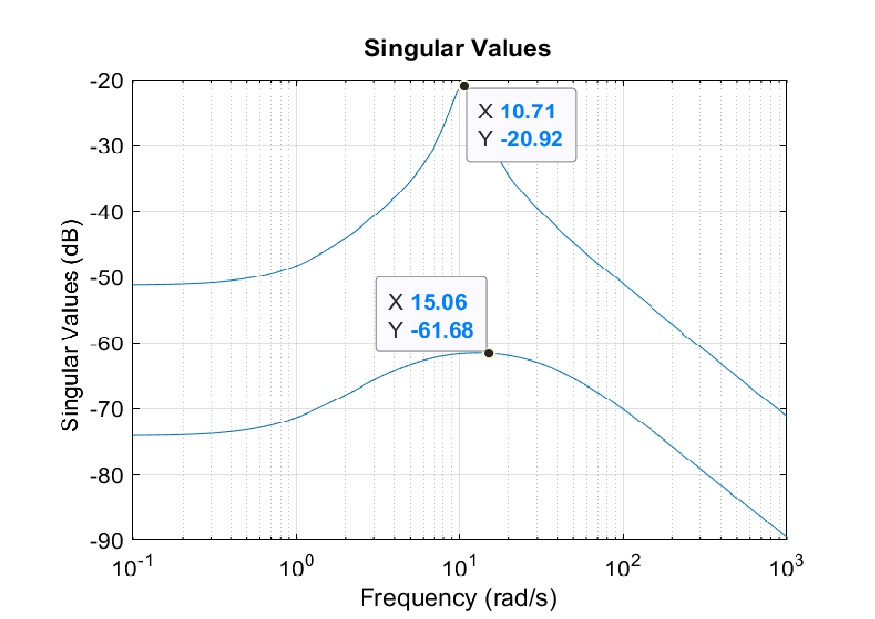 Singular Values
Singular Values (dB)
-20
-30
-40
-50
-60
-70
-80
-90
X 10.71
Y -20.92
X 15.06
Y -61.68
10^-1
10^0
10^1
10^2
10^3
Frequency (rad/s)